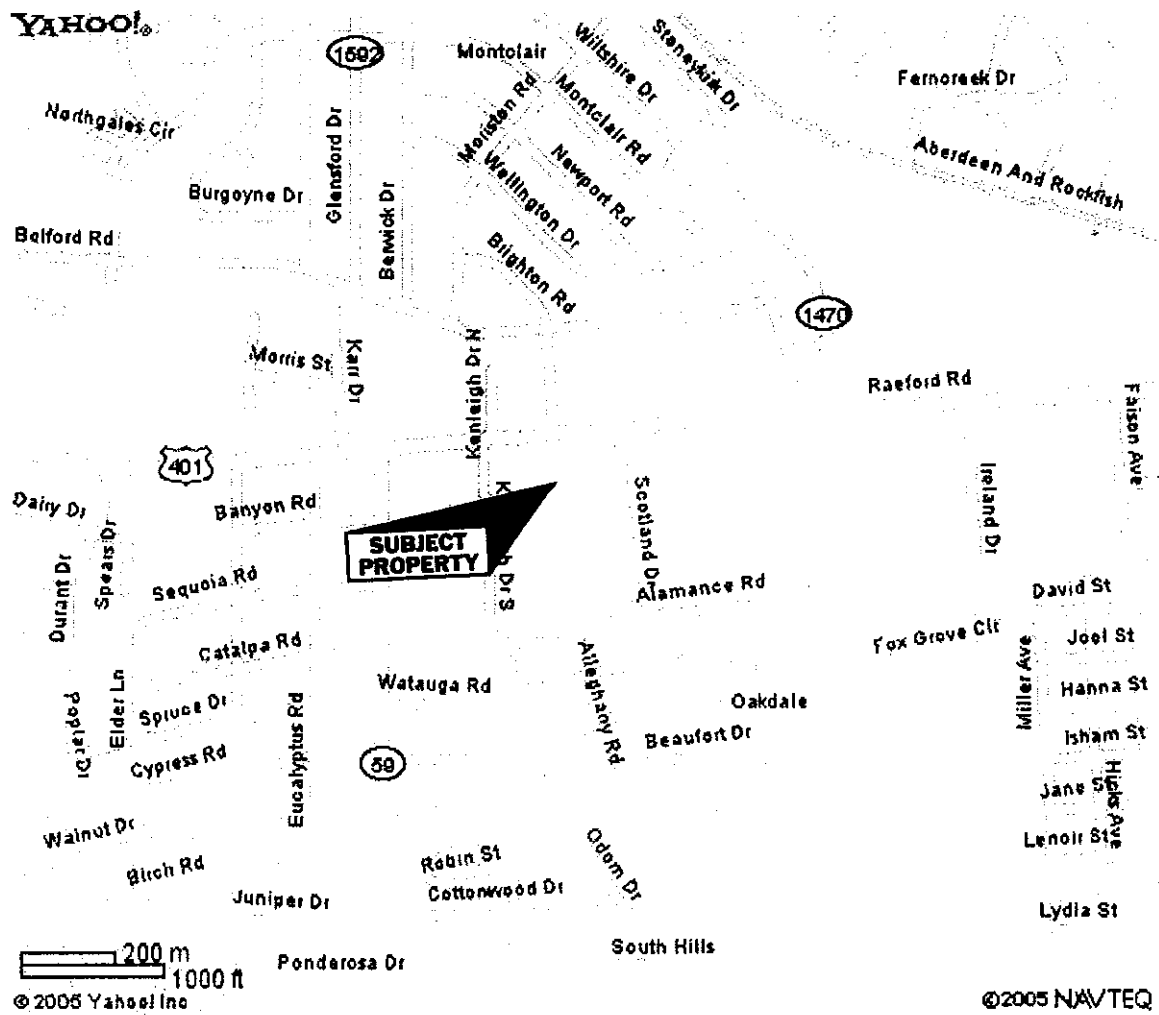 YAHOO!®
1592
Montclair
Wiltshire Dr
Stoneykirk Dr
Ferncreek Dr
Northgates Cir
Glensford Dr
Morriston Rd
Montclair Rd
Aberdeen And Rockfish
Burgoyne Dr
Berwick Dr
Wellington Dr
Newport Rd
Belford Rd
Brighton Rd
1470
Morris St
Karr Dr
Kenleigh Dr N
Raeford Rd
Faison Ave
401
Dairy Dr
Spears Dr
Banyon Rd
Scotland Dr
Ireland Dr
SUBJECT
PROPERTY
Dr S
Durant Dr
Sequoia Rd
Alamance Rd
David St
Catalpa Rd
Fox Grove Cir
Joel St
Poplar Dr
Elder Ln
Spruce Dr
Eucalyptus Rd
Watauga Rd
Alleghany Rd
Oakdale
Miller Ave
Hanna St
Cypress Rd
59
Beaufort Dr
Isham St
Jane St
Hicks Ave
Walnut Dr
Lenoir St
Birch Rd
Robin St
Odom Dr
Juniper Dr
Cottonwood Dr
Lydia St
200 m
1000 ft
Ponderosa Dr
South Hills
© 2005 Yahoo! Inc
©2005 NAVTEQ